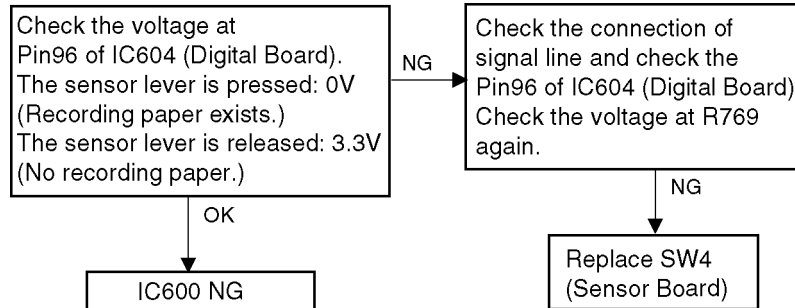 Check the voltage at
Pin96 of IC604 (Digital Board).
The sensor lever is pressed: 0V
(Recording paper exists.)
The sensor lever is released: 3.3V
(No recording paper.)
NG
Check the connection of
signal line and check the
Pin96 of IC604 (Digital Board)
Check the voltage at R769
again.
OK
NG
IC600 NG
Replace SW4
(Sensor Board)